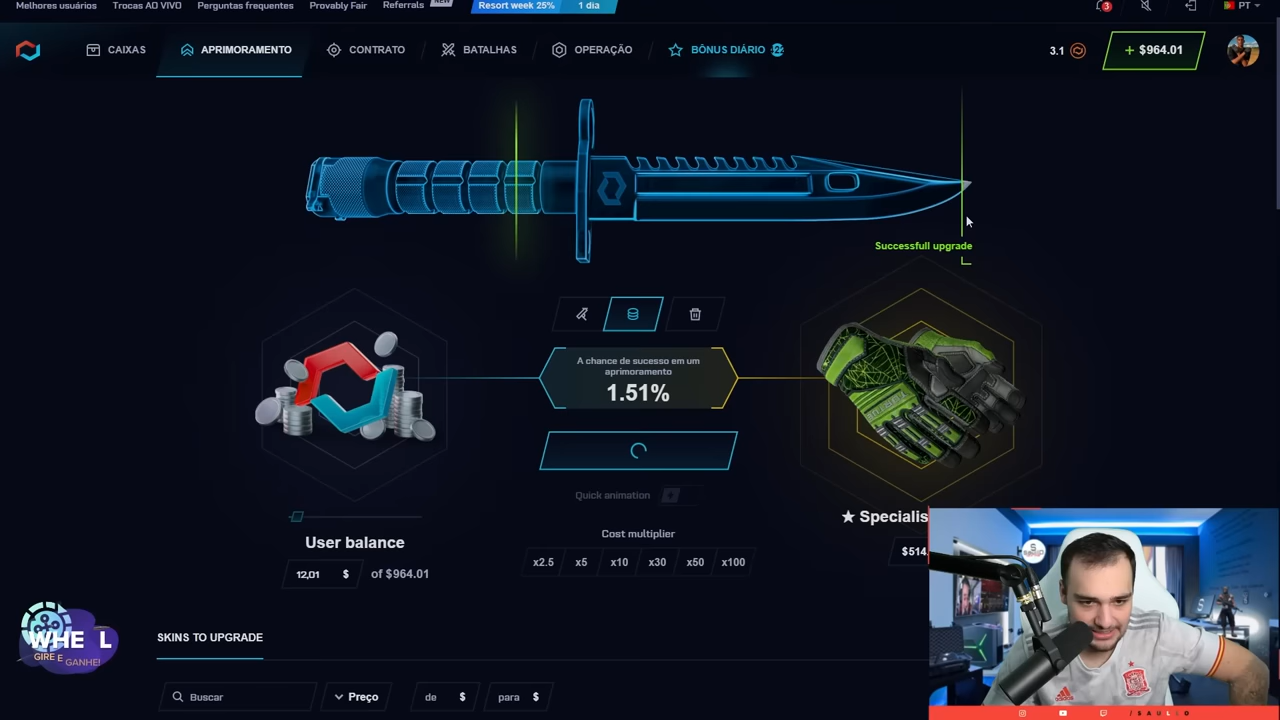 Melhores usuários
Trocas AO VIVO
Perguntas frequentes
Provably Fair
Referrals
NEW
Resort week 25%
1 dia
3
PT
CAIXAS
APRIMORAMENTO
CONTRATO
BATALHAS
OPERAÇÃO
BÔNUS DIÁRIO
3.1
+ $964.01
Successfull upgrade
A chance de sucesso em um
aprimoramento
1.51%
Quick animation
Cost multiplier
x2.5
x5
x10
x30
x50
x100
User balance
12,01 $
of $964.01
★ Specialis
$514.
WHE L
GIRE E
GANHE!
SKINS TO UPGRADE
Buscar
Preço
de $
para $
/ S A U L L O